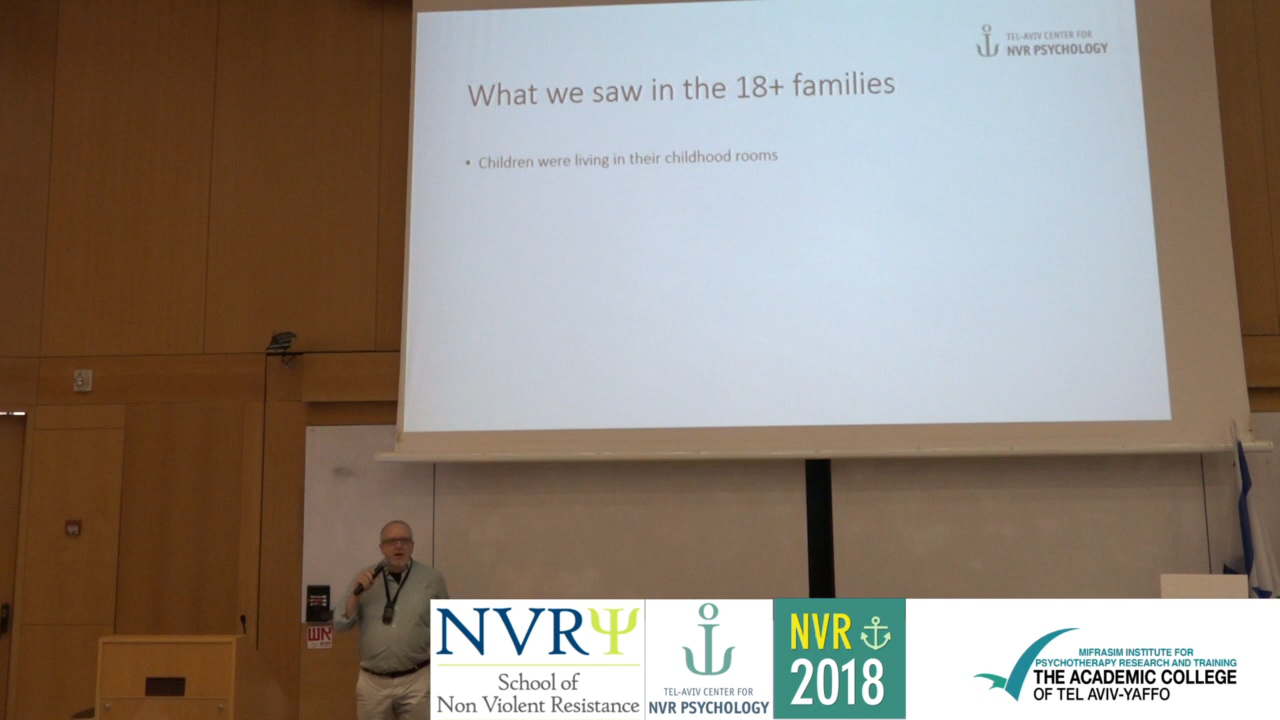 TEL-AVIV CENTER FOR
NVR PSYCHOLOGY
What we saw in the 18+ families
• Children were living in their childhood rooms
NVRΨ
School of
Non Violent Resistance
TEL-AVIV CENTER FOR
NVR PSYCHOLOGY
NVR
2018
MIFRASIM INSTITUTE FOR
PSYCHOTHERAPY RESEARCH AND TRAINING
THE ACADEMIC COLLEGE
OF TEL AVIV-YAFFO